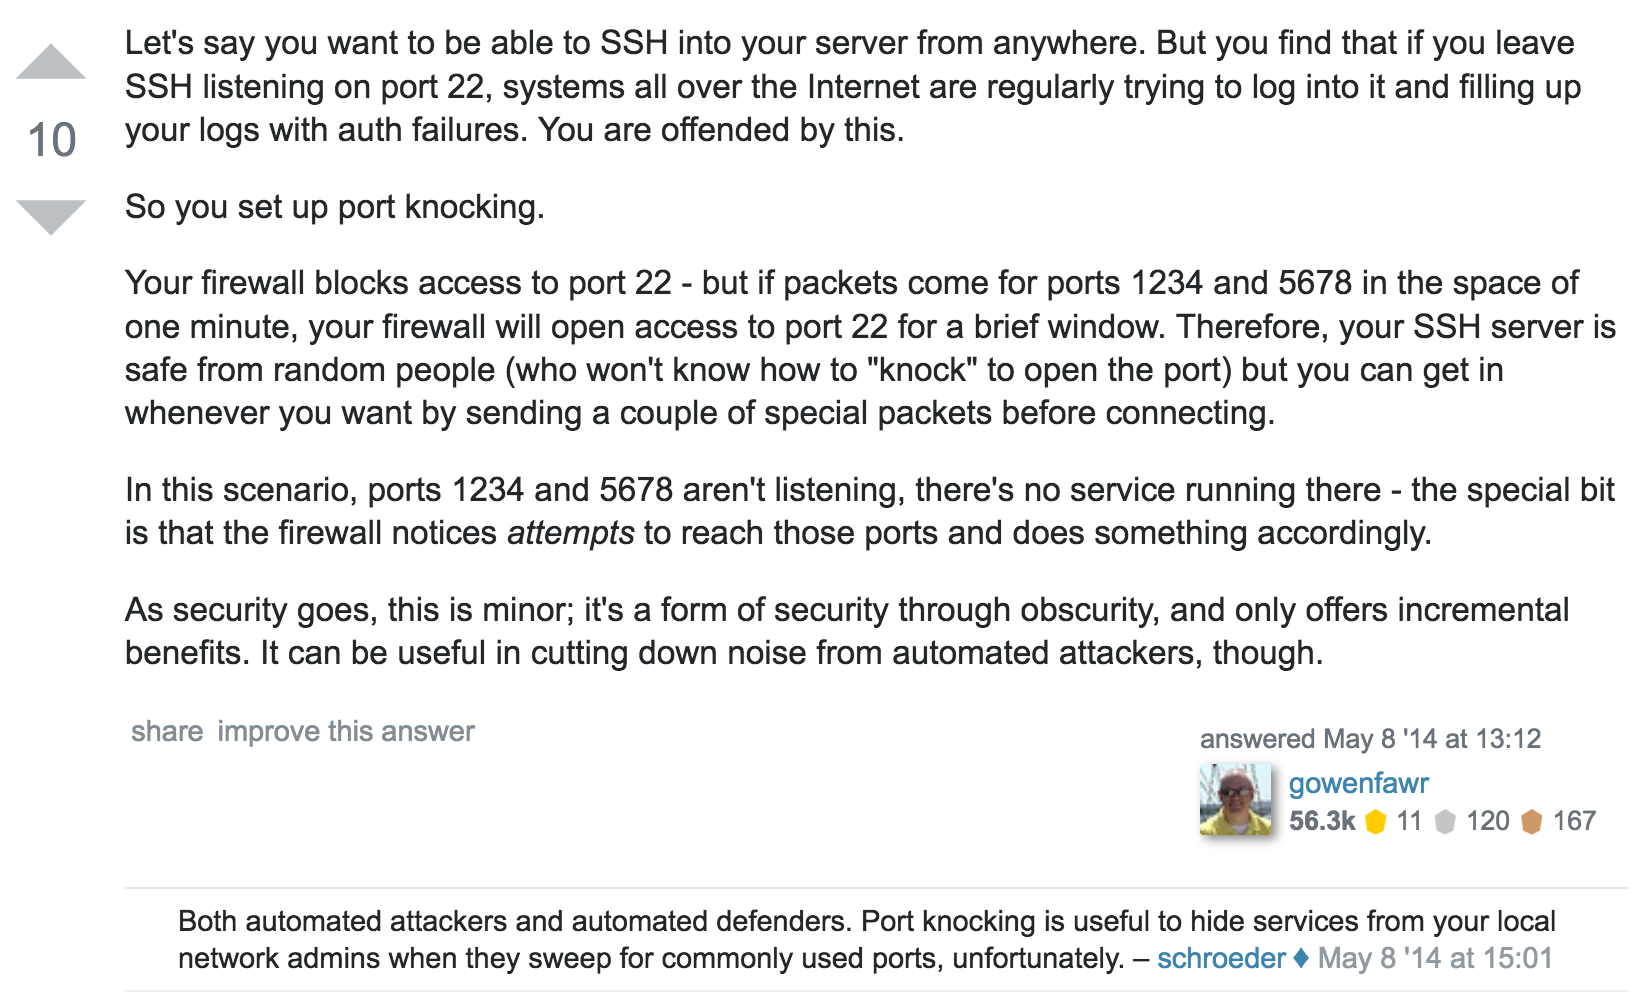 Let's say you want to be able to SSH into your server from anywhere. But you find that if you leave
SSH listening on port 22, systems all over the Internet are regularly trying to log into it and filling up
10
your logs with auth failures. You are offended by this.
So you set up port knocking.
Your firewall blocks access to port 22 - but if packets come for ports 1234 and 5678 in the space of
one minute, your firewall will open access to port 22 for a brief window. Therefore, your SSH server is
safe from random people (who won't know how to "knock" to open the port) but you can get in
whenever you want by sending a couple of special packets before connecting.
In this scenario, ports 1234 and 5678 aren't listening, there's no service running there - the special bit
is that the firewall notices attempts to reach those ports and does something accordingly.
As security goes, this is minor; it's a form of security through obscurity, and only offers incremental
benefits. It can be useful in cutting down noise from automated attackers, though.
share improve this answer
answered May 8 '14 at 13:12
gowenfawr
56.3k 11 120 167
Both automated attackers and automated defenders. Port knocking is useful to hide services from your local
network admins when they sweep for commonly used ports, unfortunately. – schroeder ♦ May 8 '14 at 15:01